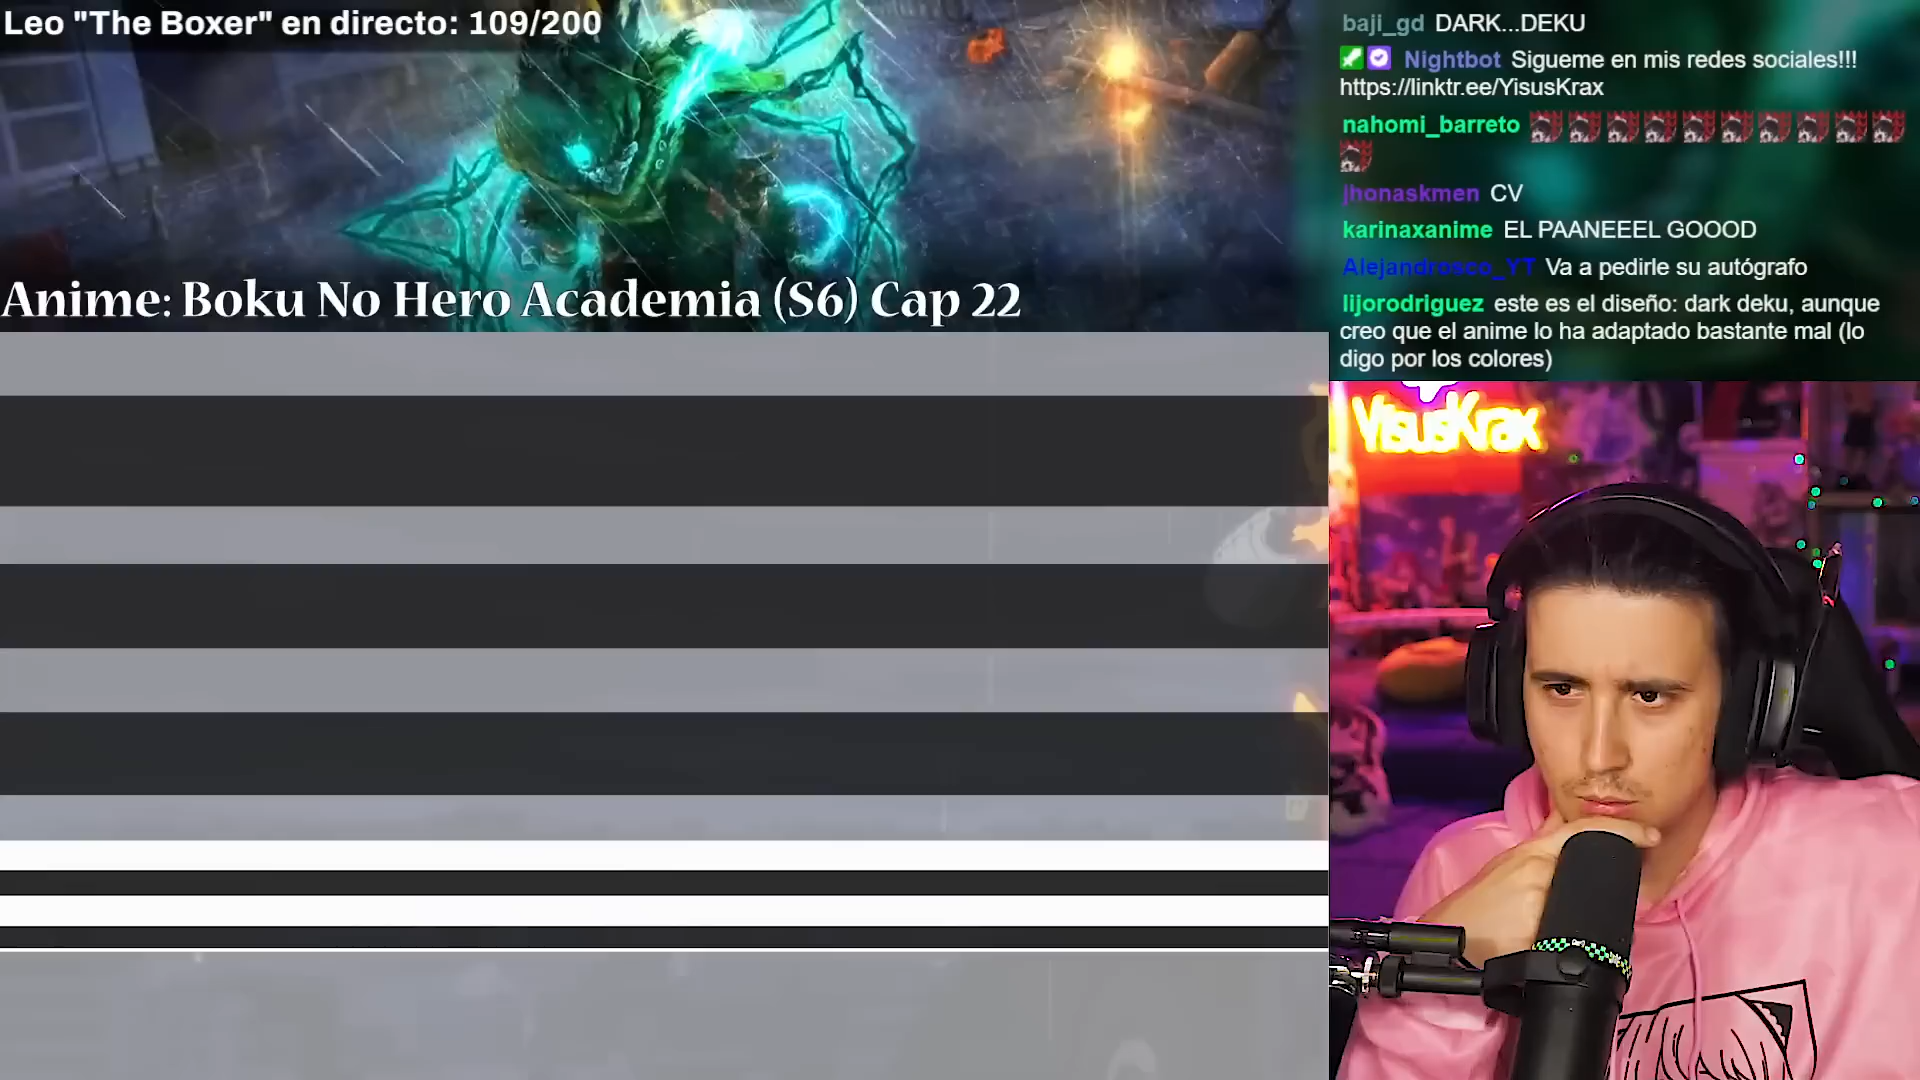 Leo "The Boxer" en directo: 109/200
Anime: Boku No Hero Academia (S6) Cap 22
baji_gd DARK...DEKU
Nightbot Sigueme en mis redes sociales!!!
https://linktr.ee/YisusKrax
nahomi_barreto
jhonaskmen CV
karinaxanime EL PAANEEEL GOOOD
Alejandrosco_YT Va a pedirle su autógrafo
lijorodriguez este es el diseño: dark deku, aunque
creo que el anime lo ha adaptado bastante mal (lo
digo por los colores)
YisusKrax